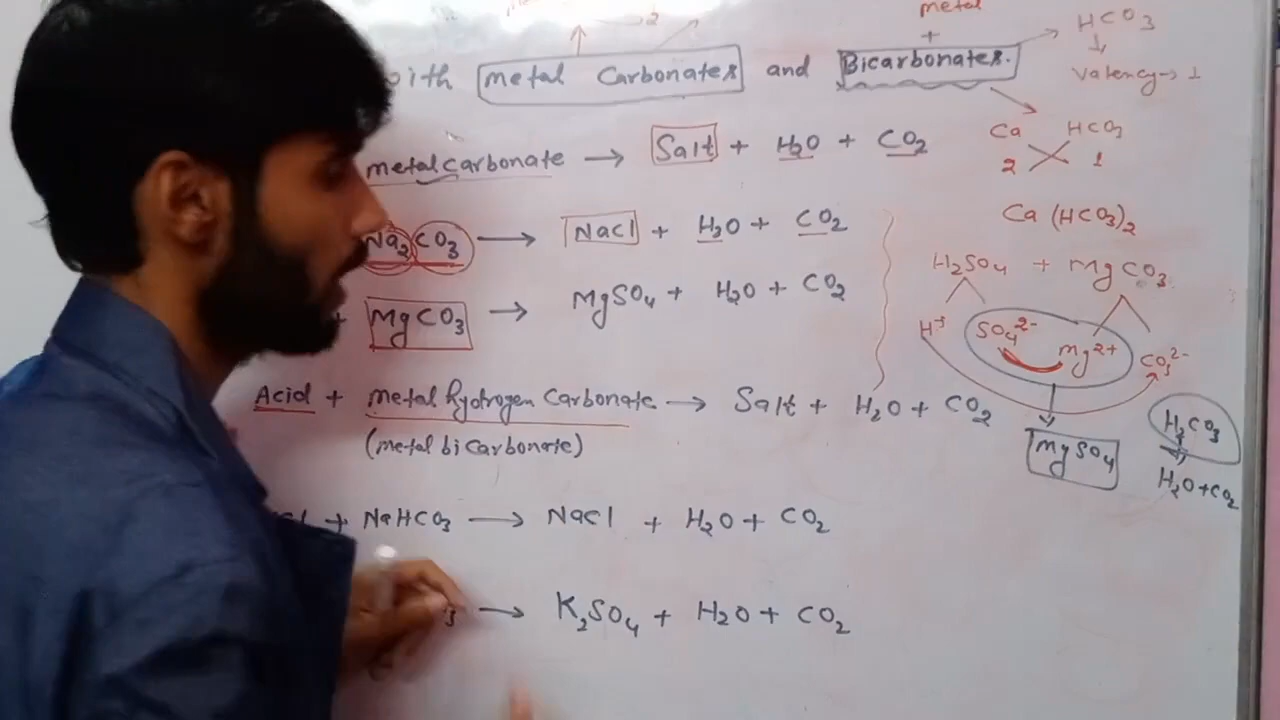 with metal Carbonates and Bicarbonates.
metal
+
HCO3
Valency → 1
metal carbonate → Salt + H2O + CO2
Ca HCO3
2 1
Ca (HCO3)2
Na2CO3 → NaCl + H2O + CO2
MgCO3 → MgSO4 + H2O + CO2
H2SO4 + MgCO3
H+ SO4 2- Mg2+ CO3 2-
MgSO4
H2CO3
H2O + CO2
Acid + metal hydrogen Carbonate → Salt + H2O + CO2
(metal bicarbonate)
+ NaHCO3 → NaCl + H2O + CO2
3 → K2SO4 + H2O + CO2